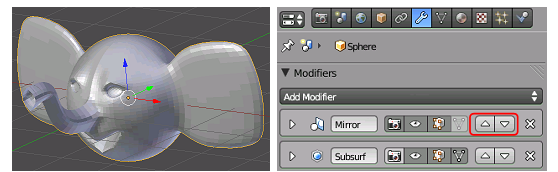 Sphere
Modifiers
Add Modifier
Mirror
Subsurf